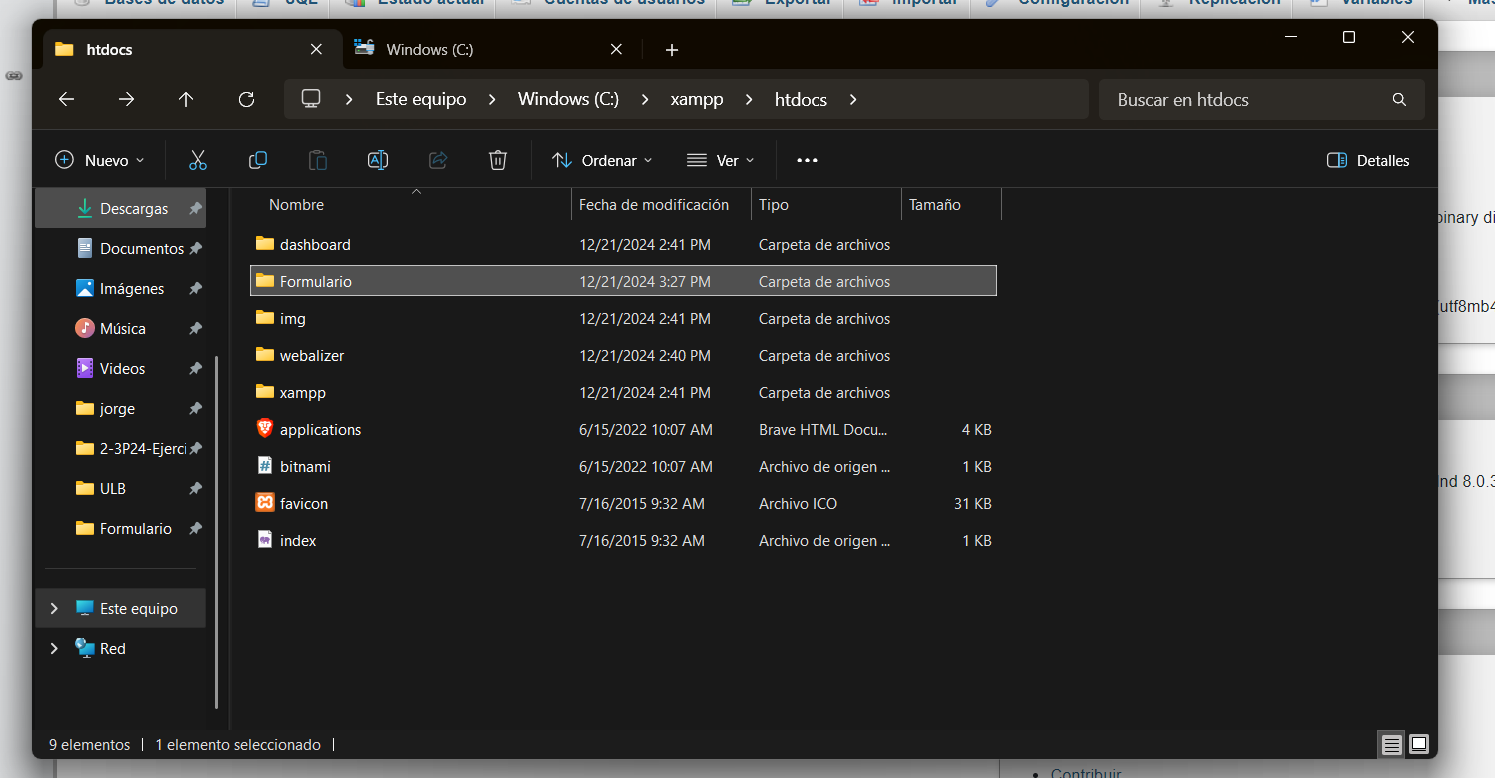 Bases de datos SQL Estado actual Cuentas de usuarios Exportar Importar Configuración Replicación Variables
htdocs Windows (C:)
Este equipo Windows (C:) xampp htdocs Buscar en htdocs
Nuevo Ordenar Ver Detalles
Nombre Fecha de modificación Tipo Tamaño
Descargas
Documentos
Imágenes
Música
Videos
jorge
2-3P24-Ejerci
ULB
Formulario
Este equipo
Red
dashboard 12/21/2024 2:41 PM Carpeta de archivos
Formulario 12/21/2024 3:27 PM Carpeta de archivos
img 12/21/2024 2:41 PM Carpeta de archivos
webalizer 12/21/2024 2:40 PM Carpeta de archivos
xampp 12/21/2024 2:41 PM Carpeta de archivos
applications 6/15/2022 10:07 AM Brave HTML Docu... 4 KB
bitnami 6/15/2022 10:07 AM Archivo de origen ... 1 KB
favicon 7/16/2015 9:32 AM Archivo ICO 31 KB
index 7/16/2015 9:32 AM Archivo de origen ... 1 KB
binary di
(utf8mb4
nd 8.0.3
9 elementos 1 elemento seleccionado
Contribuir